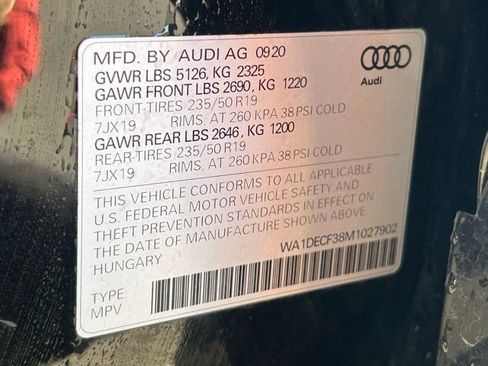 MFD. BY AUDI AG 09 20
GVWR LBS 5126, KG 2325
GAWR FRONT LBS 2690, KG 1220
FRONT-TIRES 235/50 R19
7JX19 RIMS, AT 260 KPA 38 PSI COLD
GAWR REAR LBS 2646, KG 1200
REAR-TIRES 235/50 R19
7JX19 RIMS, AT 260 KPA 38 PSI COLD
THIS VEHICLE CONFORMS TO ALL APPLICABLE
U.S. FEDERAL MOTOR VEHICLE SAFETY AND
THEFT PREVENTION STANDARDS IN EFFECT ON
THE DATE OF MANUFACTURE SHOWN ABOVE.
HUNGARY
WA1DECF38M1027902
TYPE:
MPV
Audi